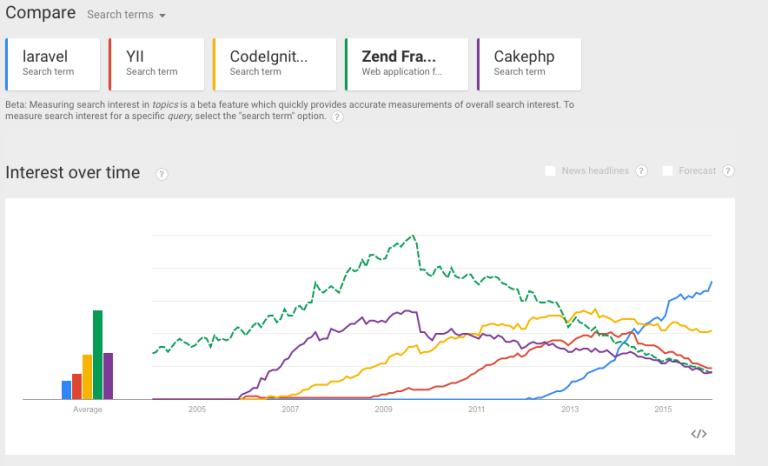 Compare Search terms
laravel YII CodeIgnit... Zend Fra... Cakephp
Search term Search term Search term Web application f... Search term
Beta: Measuring search interest in topics is a beta feature which quickly provides accurate measurements of overall search interest. To
measure search interest for a specific query, select the "search term" option. ?
Interest over time ? News headlines ? Forecast ?
Average 2005 2007 2009 2011 2013 2015
</>